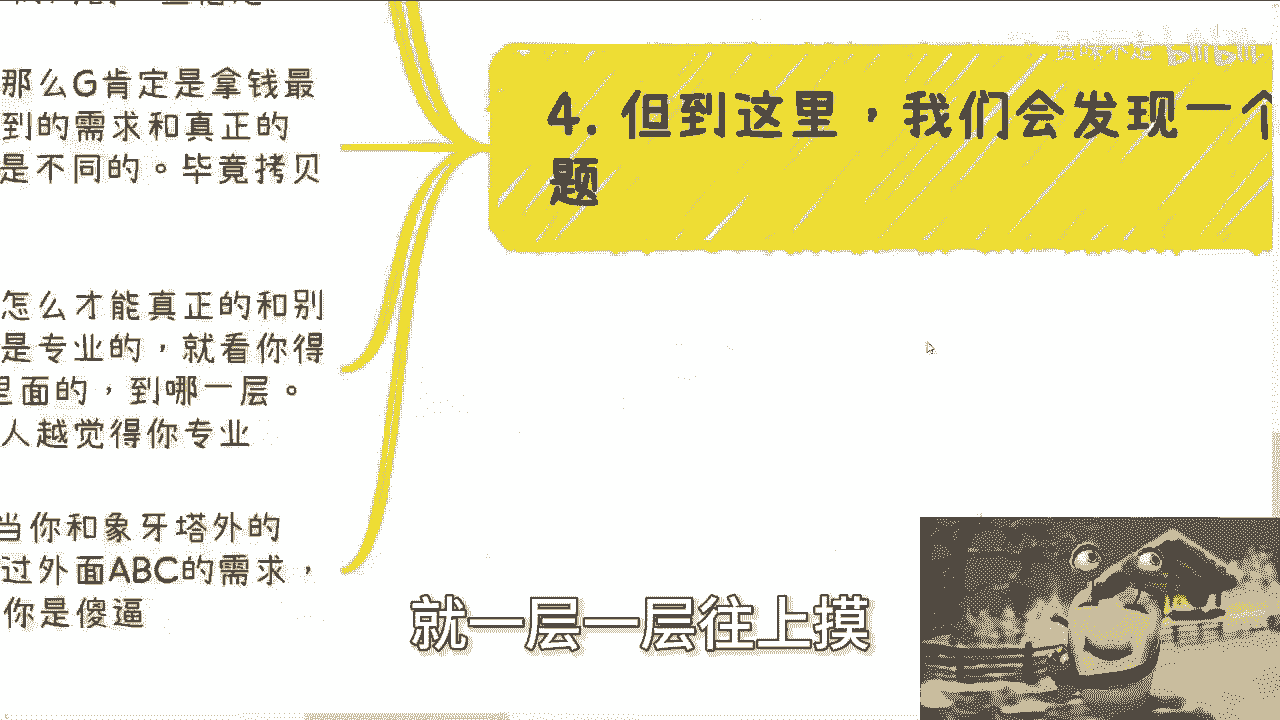 那么G肯定是拿钱最
到的需求和真正的
是不同的。毕竟拷贝
怎么才能真正的和别
是专业的，就看你得
里面的，到哪一层。
人越觉得你专业
当你和象牙塔外的
过外面ABC的需求，
你是傻逼
4. 但到这里，我们会发现一个
题
就一层一层往上摸